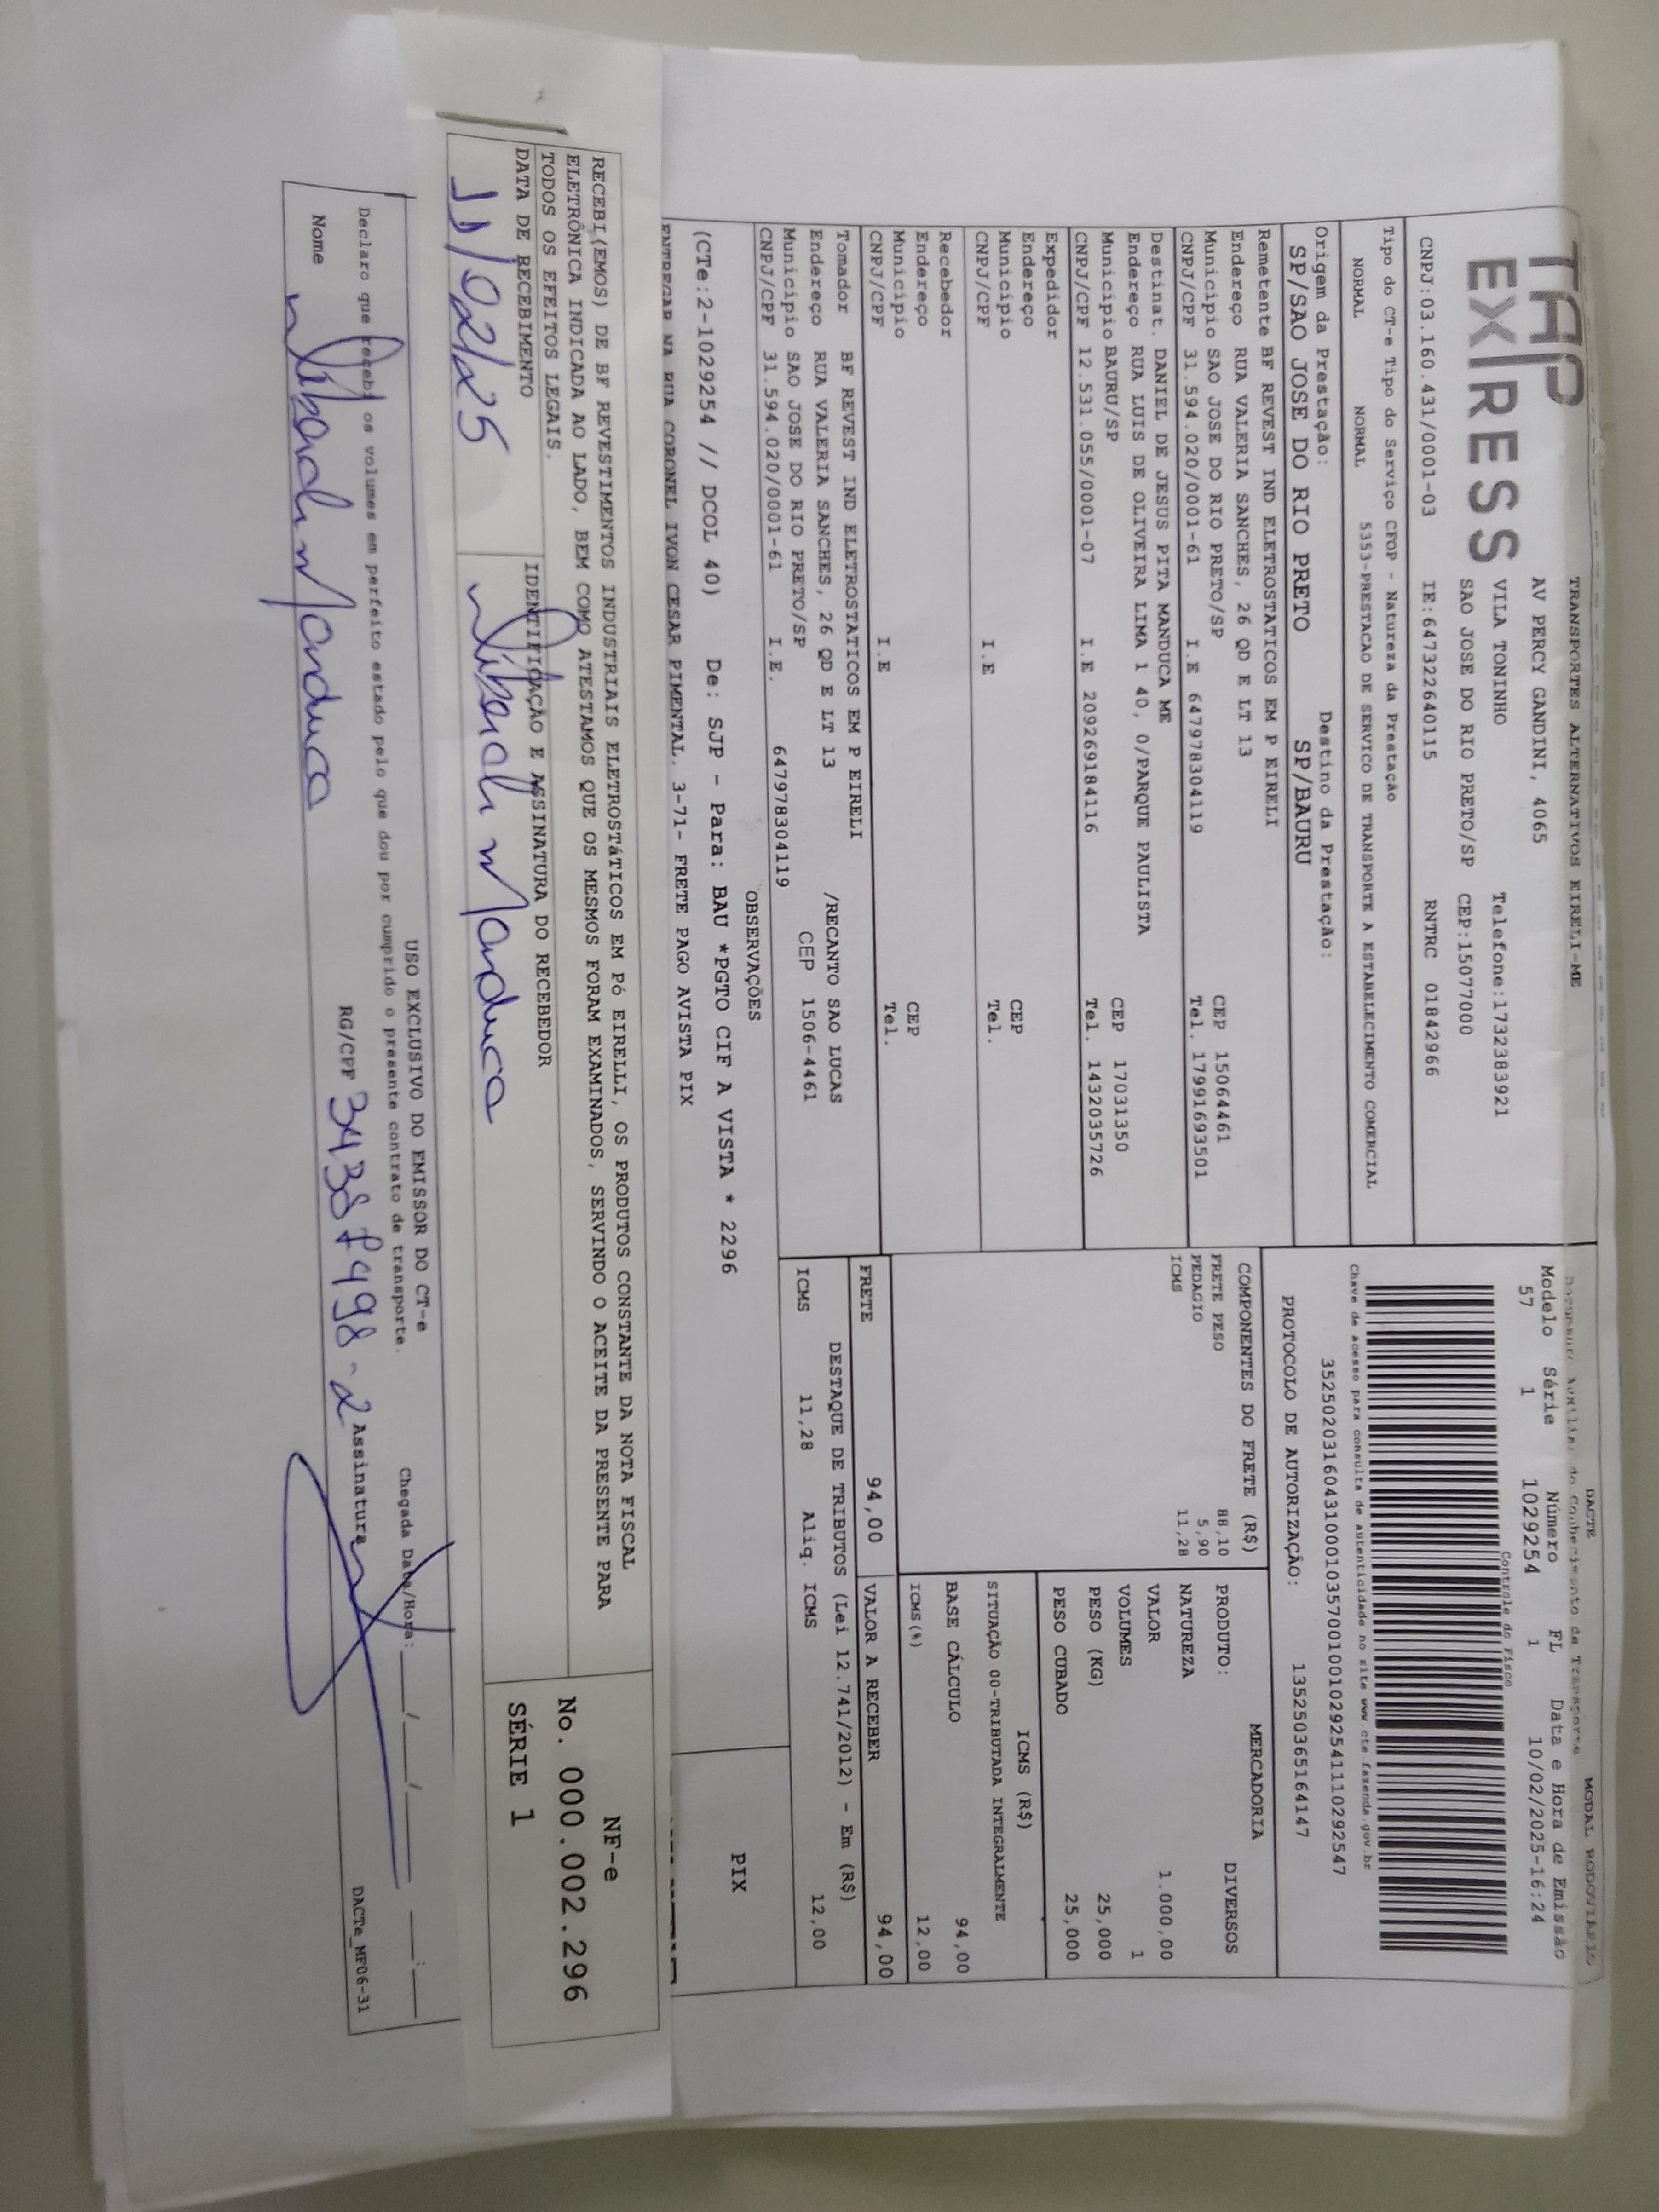 TAP
EXPRESS
TRANSPORTES ALTERNATIVOS EIRELI-ME
AV PERCY GANDINI, 4065
VILA TONINHO Telefone:1732383921
SAO JOSE DO RIO PRETO/SP CEP:15077000
CNPJ:03.160.431/0001-03 IE:647322640115 RNTRC 01842966
Tipo do CT-e Tipo do Serviço CFOP - Natureza da Prestação
NORMAL NORMAL 5353-PRESTACAO DE SERVICO DE TRANSPORTE A ESTABELECIMENTO COMERCIAL
Origem da Prestação: Destino da Prestação:
SP/SAO JOSE DO RIO PRETO SP/BAURU
DACTE MODAL RODOVIARIO
Documento Auxiliar do Conhecimento de Transporte
Modelo Série Número FL Data e Hora de Emissão
57 1 1029254 1 10/02/2025-16:24
Controle do Fisco
Chave de acesso para consulta de autenticidade no site www cte fazenda.gov.br
35250203160431000103570010010292541110292547
PROTOCOLO DE AUTORIZAÇÃO: 135250365164147
Remetente BF REVEST IND ELETROSTATICOS EM P EIRELI
Endereço RUA VALERIA SANCHES, 26 QD E LT 13
Municipio SAO JOSE DO RIO PRETO/SP CEP 15064461
CNPJ/CPF 31.594.020/0001-61 I.E 647978304119 Tel. 17991693501
Destinat. DANIEL DE JESUS PITA MANDUCA ME
Endereço RUA LUIS DE OLIVEIRA LIMA 1 40, 0/PARQUE PAULISTA
Municipio BAURU/SP CEP 17031350
CNPJ/CPF 12.531.055/0001-07 I.E 209269184116 Tel. 1432035726
Expedidor
Endereço
Municipio CEP
CNPJ/CPF I.E Tel.
Recebedor
Endereço
Municipio CEP
CNPJ/CPF I.E Tel.
Tomador BF REVEST IND ELETROSTATICOS EM P EIRELI
Endereço RUA VALERIA SANCHES, 26 QD E LT 13 /RECANTO SAO LUCAS
Municipio SAO JOSE DO RIO PRETO/SP CEP 1506-4461
CNPJ/CPF 31.594.020/0001-61 I.E. 647978304119
COMPONENTES DO FRETE (R$)
FRETE PESO 88,10
PEDAGIO 5,90
ICMS 11,28
MERCADORIA
PRODUTO: DIVERSOS
NATUREZA
VALOR 1.000,00
VOLUMES 1
PESO (KG) 25,000
PESO CUBADO 25,000
ICMS (R$)
SITUAÇÃO 00-TRIBUTADA INTEGRALMENTE
BASE CÁLCULO 94,00
ICMS(%) 12,00
FRETE 94,00 VALOR A RECEBER 94,00
DESTAQUE DE TRIBUTOS (Lei 12.741/2012) - Em (R$)
ICMS 11,28 Aliq. ICMS 12,00
OBSERVAÇÕES
(CTe:2-1029254 // DCOL 40) De: SJP - Para: BAU *PGTO CIF A VISTA * 2296
PIX
ENTREGAR NA RUA CORONEL IVON CESAR PIMENTAL, 3-71- FRETE PAGO AVISTA PIX
RECEBI(EMOS) DE BF REVESTIMENTOS INDUSTRIAIS ELETROSTáTICOS EM Pó EIRELLI, OS PRODUTOS CONSTANTE DA NOTA FISCAL
ELETRÔNICA INDICADA AO LADO, BEM COMO ATESTAMOS QUE OS MESMOS FORAM EXAMINADOS, SERVINDO O ACEITE DA PRESENTE PARA
TODOS OS EFEITOS LEGAIS.
DATA DE RECEBIMENTO IDENTIFICAÇÃO E ASSINATURA DO RECEBEDOR
11/02/25 Manduca
NF-e
No. 000.002.296
SÉRIE 1
USO EXCLUSIVO DO EMISSOR DO CT-e
Declaro que recebi os volumes em perfeito estado pelo que dou por cumprido o presente contrato de transporte. Chegada Data/Hora: ___/___/_____ ___:___
Nome Manduca RG/CPF Assinatura
DACTe_MF06-31